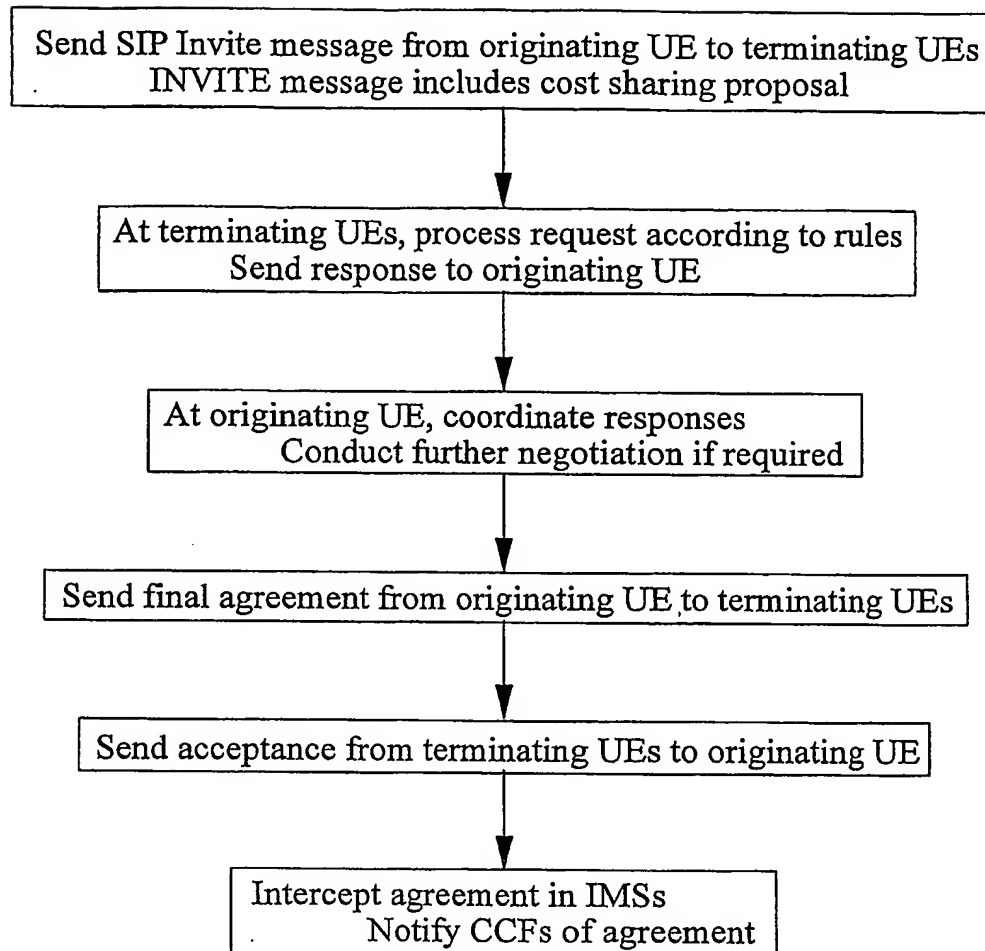 Send SIP Invite message from originating UE to terminating UEs
INVITE message includes cost sharing proposal
At terminating UEs, process request according to rules
Send response to originating UE
At originating UE, coordinate responses
Conduct further negotiation if required
Send final agreement from originating UE to terminating UEs
Send acceptance from terminating UEs to originating UE
Intercept agreement in IMSs
Notify CCFs of agreement